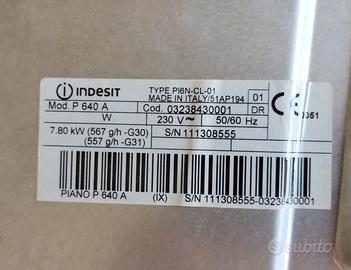 indesit
TYPE PI6N-CL-01
MADE IN ITALY/51AP194
01
Mod. P 640 A
Cod. 03238430001
DR
W
230 V ~
50/60 Hz
0051
7.80 kW (567 g/h -G30)
(557 g/h -G31)
S/N 111308555
PIANO P 640 A
(IX)
S/N 111308555-03238430001
subito